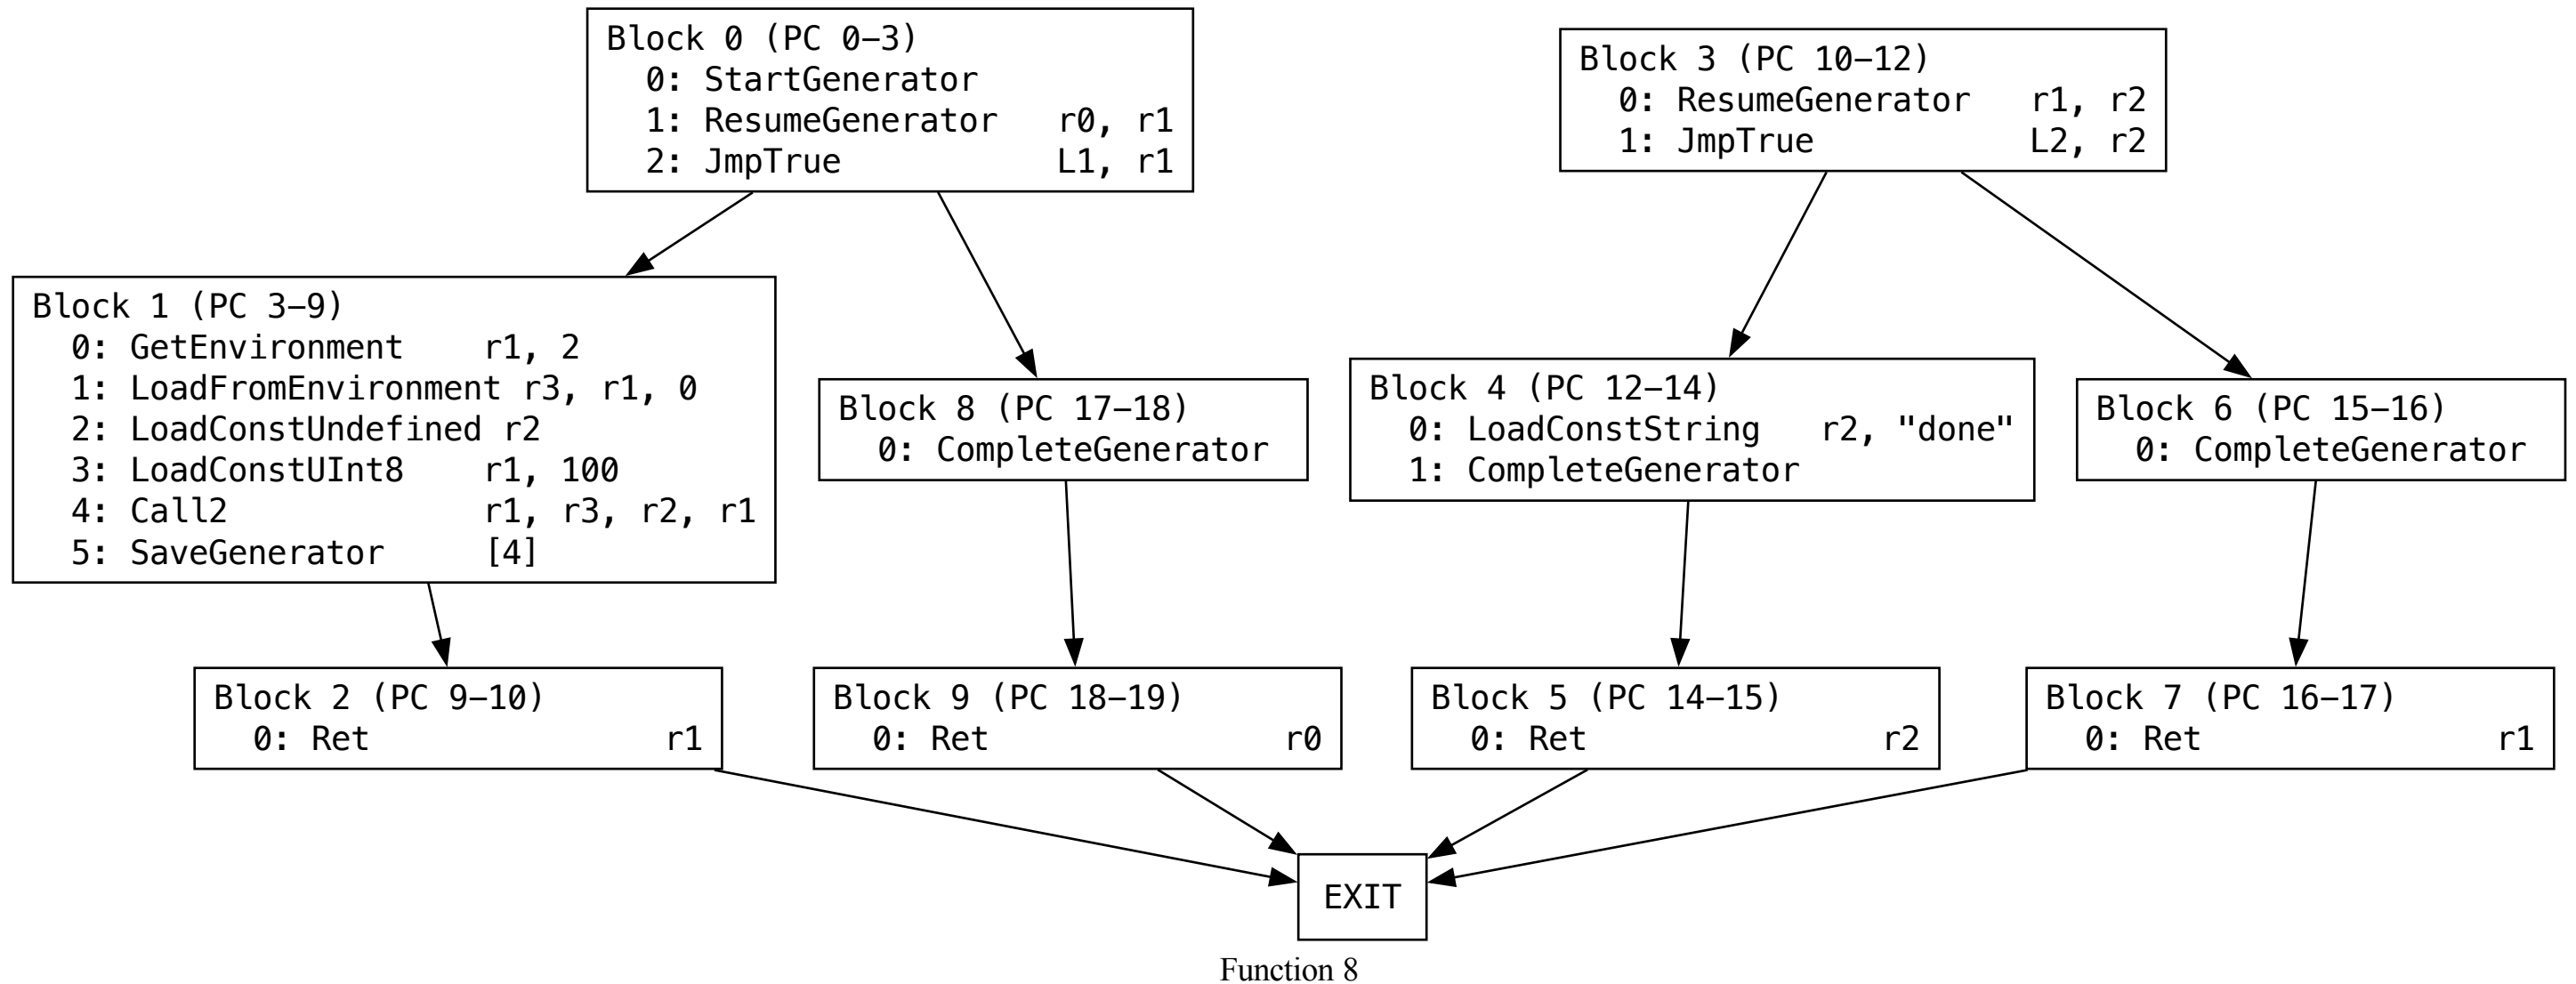 Block 0 (PC 0–3)
0: StartGenerator
1: ResumeGenerator r0, r1
2: JmpTrue L1, r1
Block 3 (PC 10–12)
0: ResumeGenerator r1, r2
1: JmpTrue L2, r2
Block 1 (PC 3–9)
0: GetEnvironment r1, 2
1: LoadFromEnvironment r3, r1, 0
2: LoadConstUndefined r2
3: LoadConstUInt8 r1, 100
4: Call2 r1, r3, r2, r1
5: SaveGenerator [4]
Block 8 (PC 17–18)
0: CompleteGenerator
Block 4 (PC 12–14)
0: LoadConstString r2, "done"
1: CompleteGenerator
Block 6 (PC 15–16)
0: CompleteGenerator
Block 2 (PC 9–10)
0: Ret r1
Block 9 (PC 18–19)
0: Ret r0
Block 5 (PC 14–15)
0: Ret r2
Block 7 (PC 16–17)
0: Ret r1
EXIT
Function 8